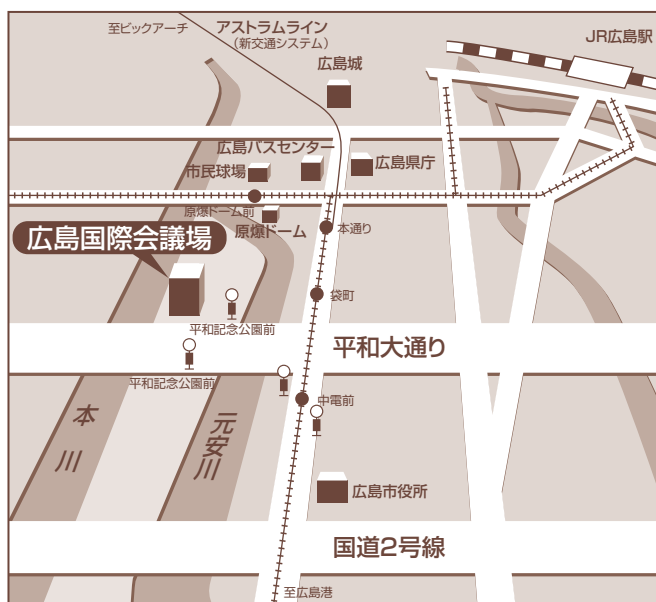 至ビックアーチ
アストラムライン
(新交通システム)
JR広島駅
広島城
広島バスセンター
市民球場
広島県庁
原爆ドーム前
原爆ドーム
本通り
広島国際会議場
袋町
平和記念公園前
平和大通り
平和記念公園前
中電前
本川
元安川
広島市役所
国道2号線
至広島港